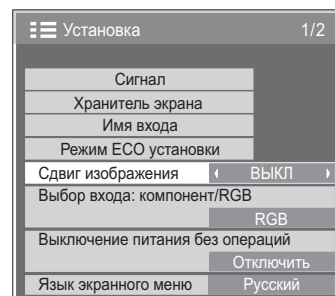 Установка 1/2
Сигнал
Хранитель экрана
Имя входа
Режим ECO установки
Сдвиг изображения ВЫКЛ
Выбор входа: компонент/RGB
RGB
Выключение питания без операций
Отключить
Язык экранного меню Русский